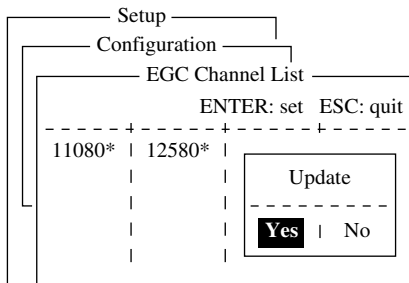 Setup
Configuration
EGC Channel List
ENTER: set ESC: quit
11080* 12580*
Update
Yes No